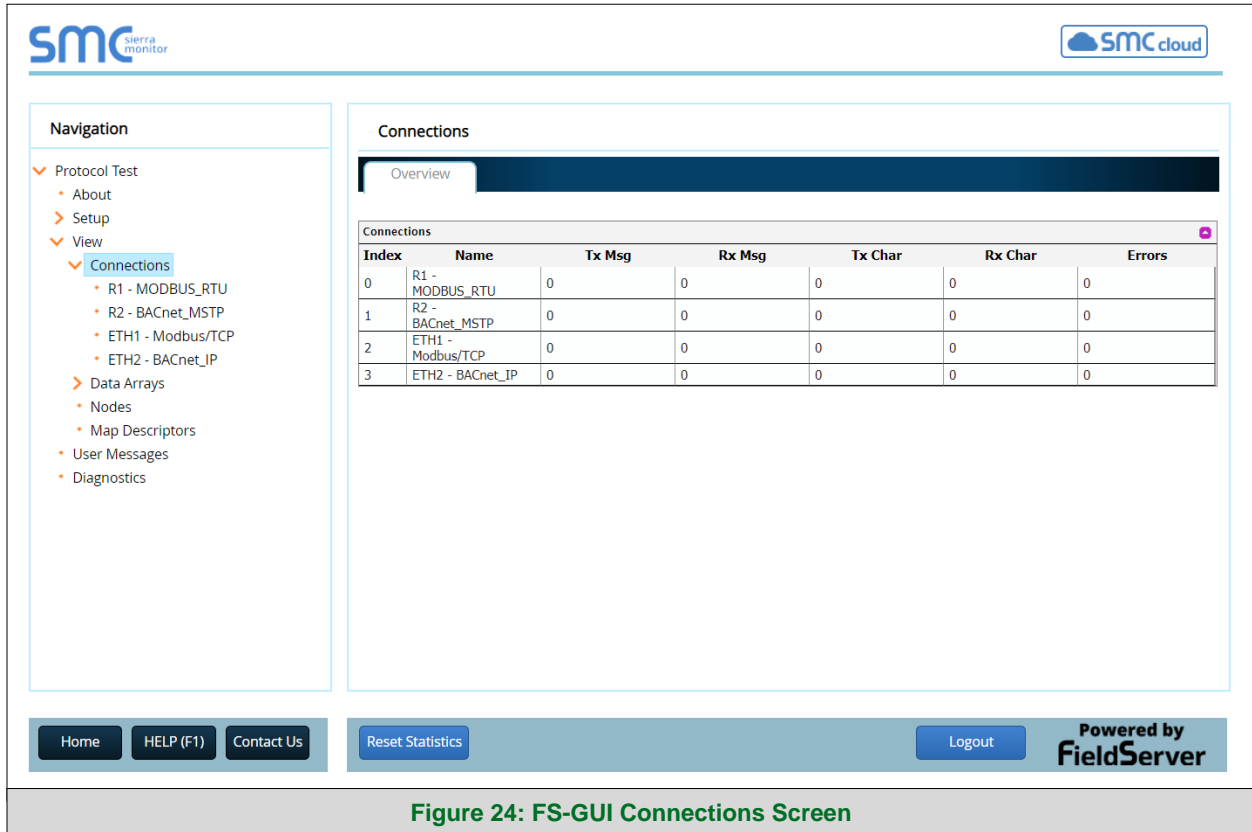 SMC sierra monitor
SMC cloud
Navigation
Protocol Test
About
Setup
View
Connections
R1 - MODBUS_RTU
R2 - BACnet_MSTP
ETH1 - Modbus/TCP
ETH2 - BACnet_IP
Data Arrays
Nodes
Map Descriptors
User Messages
Diagnostics
Connections
Overview
Connections
Index Name Tx Msg Rx Msg Tx Char Rx Char Errors
0 R1 - MODBUS_RTU 0 0 0 0 0
1 R2 - BACnet_MSTP 0 0 0 0 0
2 ETH1 - Modbus/TCP 0 0 0 0 0
3 ETH2 - BACnet_IP 0 0 0 0 0
Home HELP (F1) Contact Us
Reset Statistics
Logout
Powered by
FieldServer
Figure 24: FS-GUI Connections Screen